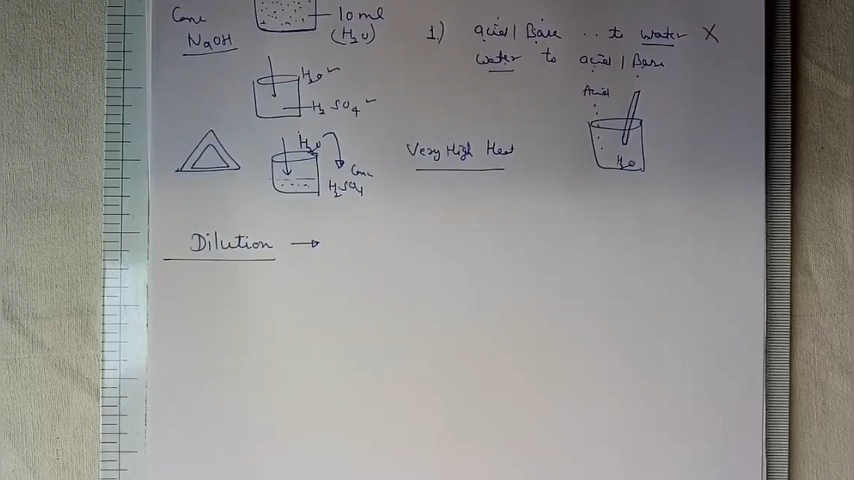 Conc
NaOH
10 ml
(H₂O)
H₂O
H₂SO₄
H₂O
Conc
H₂SO₄
1) acid | Base .. to water X
water to acid | Base
Acid
H₂O
Very High Heat
Dilution →